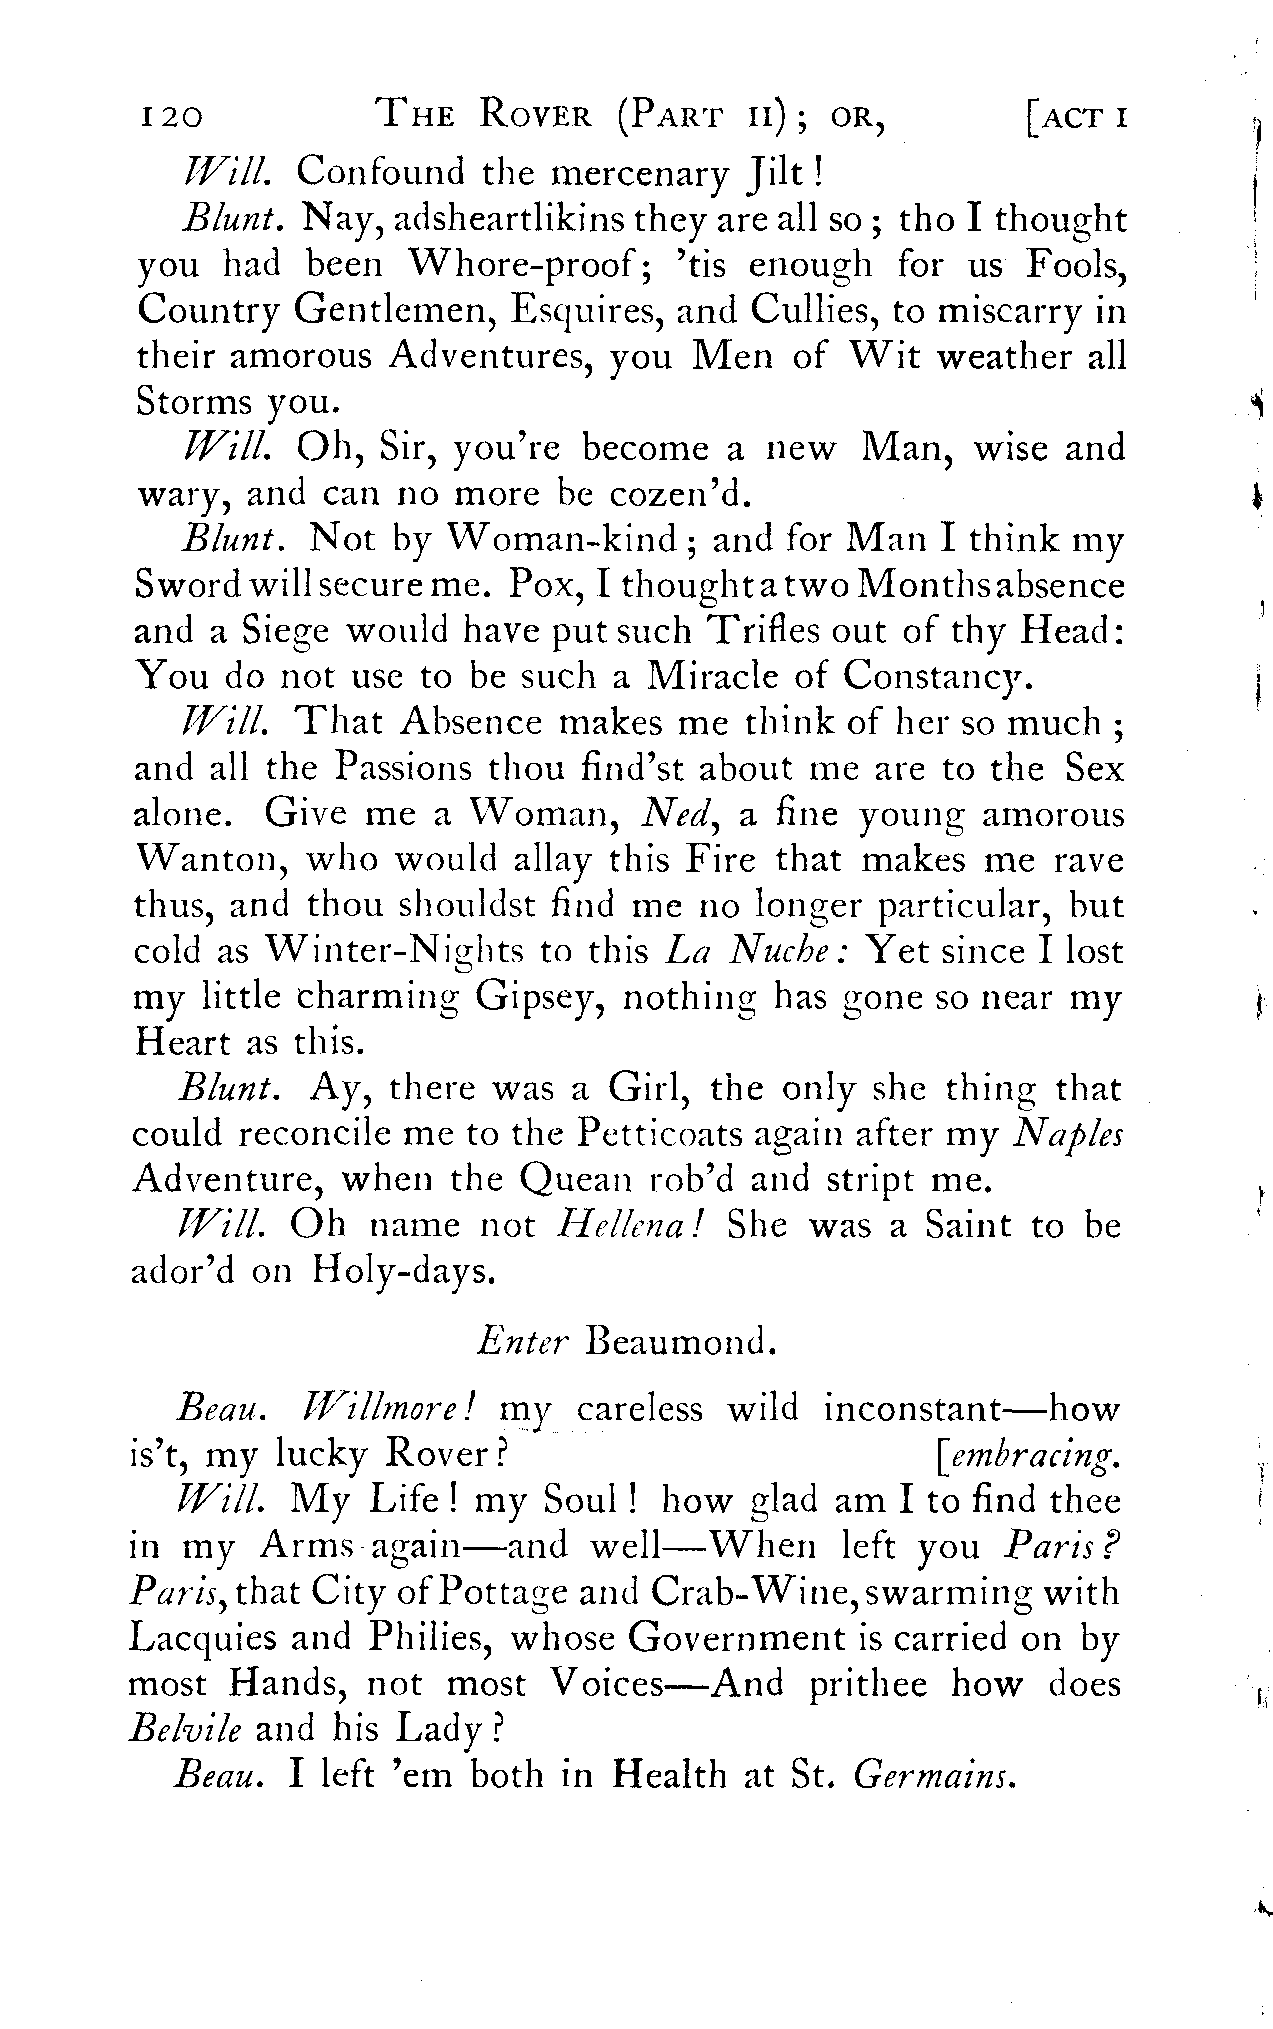 120 The Rover (Part II); or, [act I
Will. Confound the mercenary Jilt!
Blunt. Nay, adsheartlikins they are all so; tho I thought
you had been Whore-proof; 'tis enough for us Fools,
Country Gentlemen, Esquires, and Cullies, to miscarry in
their amorous Adventures, you Men of Wit weather all
Storms you.
Will. Oh, Sir, you're become a new Man, wise and
wary, and can no more be cozen'd.
Blunt. Not by Woman-kind; and for Man I think my
Sword will secure me. Pox, I thought a two Months absence
and a Siege would have put such Trifles out of thy Head:
You do not use to be such a Miracle of Constancy.
Will. That Absence makes me think of her so much;
and all the Passions thou find'st about me are to the Sex
alone. Give me a Woman, Ned, a fine young amorous
Wanton, who would allay this Fire that makes me rave
thus, and thou shouldst find me no longer particular, but
cold as Winter-Nights to this La Nuche: Yet since I lost
my little charming Gipsey, nothing has gone so near my
Heart as this.
Blunt. Ay, there was a Girl, the only she thing that
could reconcile me to the Petticoats again after my Naples
Adventure, when the Quean rob'd and stript me.
Will. Oh name not Hellena! She was a Saint to be
ador'd on Holy-days.
Enter Beaumond.
Beau. Willmore! my careless wild inconstant—how
is't, my lucky Rover? [embracing.
Will. My Life! my Soul! how glad am I to find thee
in my Arms again—and well—When left you Paris?
Paris, that City of Pottage and Crab-Wine, swarming with
Lacquies and Philies, whose Government is carried on by
most Hands, not most Voices—And prithee how does
Belvile and his Lady?
Beau. I left 'em both in Health at St. Germains.